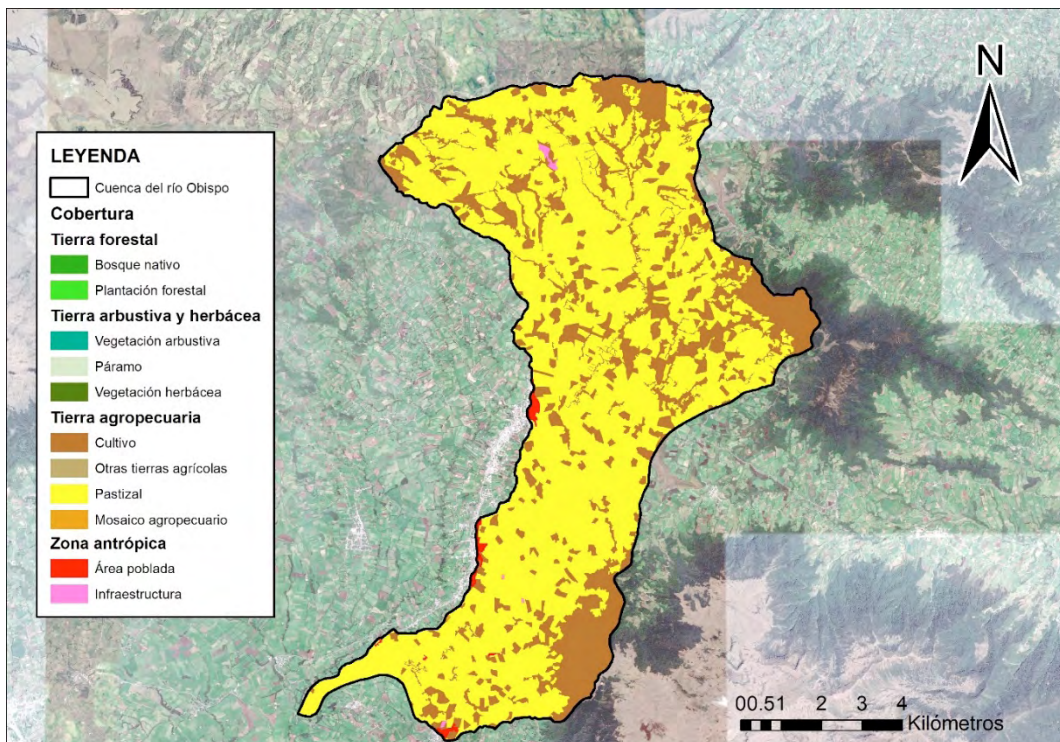 N
LEYENDA
Cuenca del río Obispo
Cobertura
Tierra forestal
Bosque nativo
Plantación forestal
Tierra arbustiva y herbácea
Vegetación arbustiva
Páramo
Vegetación herbácea
Tierra agropecuaria
Cultivo
Otras tierras agrícolas
Pastizal
Mosaico agropecuario
Zona antrópica
Área poblada
Infraestructura
00.51 2 3 4
Kilómetros